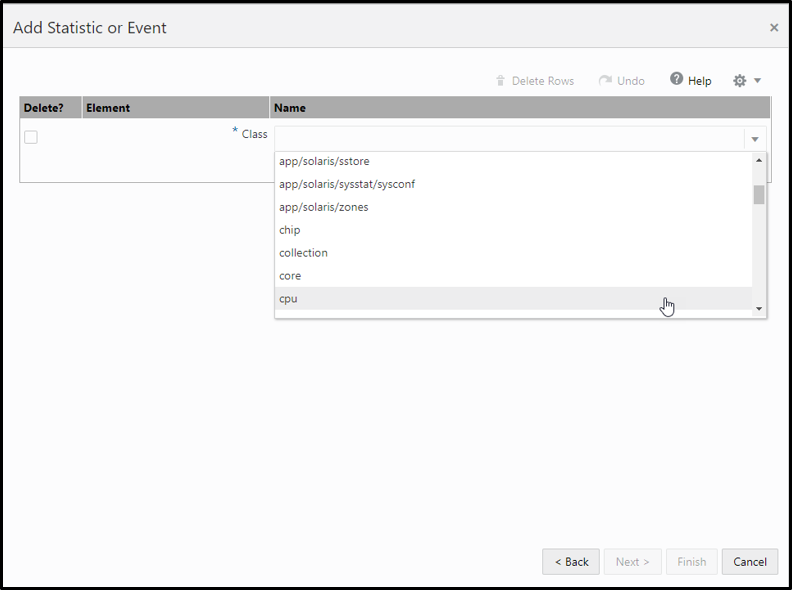 Add Statistic or Event ×
Delete Rows Undo Help
Delete? Element Name
* Class
app/solaris/sstore
app/solaris/sysstat/sysconf
app/solaris/zones
chip
collection
core
cpu
< Back Next > Finish Cancel